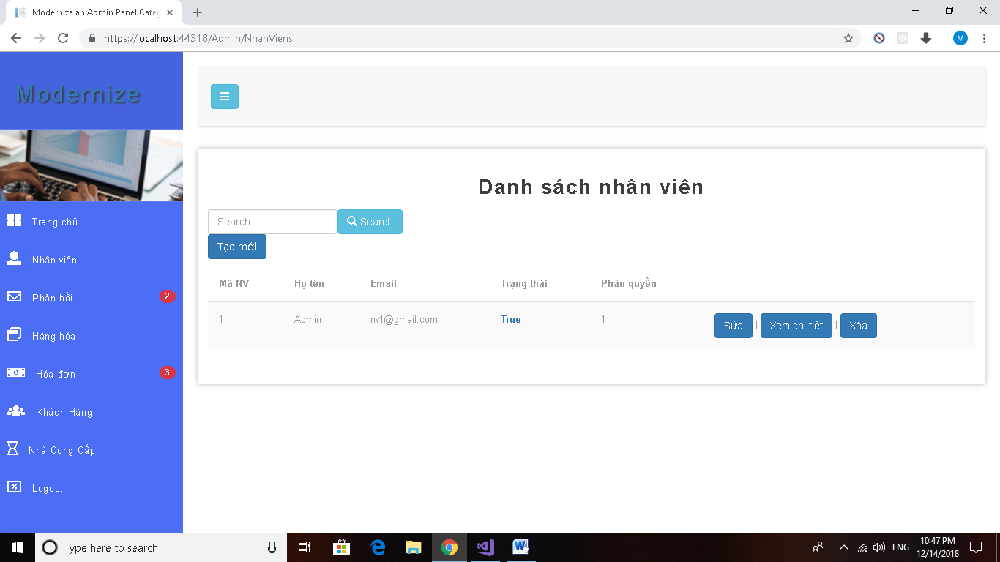 Modernize an Admin Panel Categ
https://localhost:44318/Admin/NhanViens
M
Modernize
Trang chủ
Nhân viên
Phản hồi 2
Hàng hóa
Hóa đơn 3
Khách Hàng
Nhà Cung Cấp
Logout
Danh sách nhân viên
Search... Search
Tạo mới
Mã NV Họ tên Email Trạng thái Phân quyền
1 Admin nv1@gmail.com True 1 Sửa | Xem chi tiết | Xóa
Type here to search
ENG
10:47 PM
12/14/2018